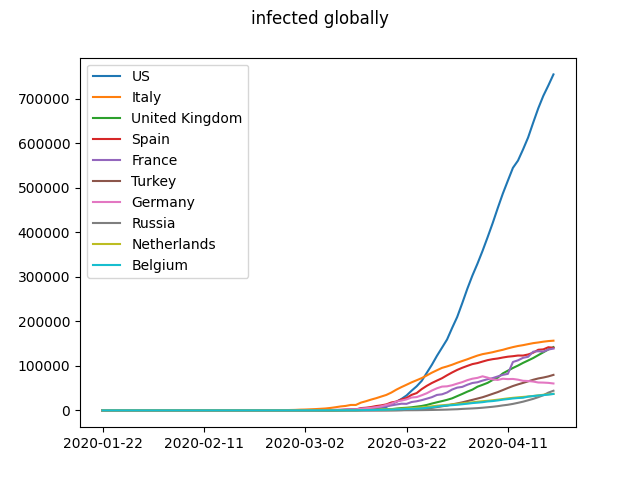 infected globally
US
Italy
United Kingdom
Spain
France
Turkey
Germany
Russia
Netherlands
Belgium
700000
600000
500000
400000
300000
200000
100000
0
2020-01-22 2020-02-11 2020-03-02 2020-03-22 2020-04-11